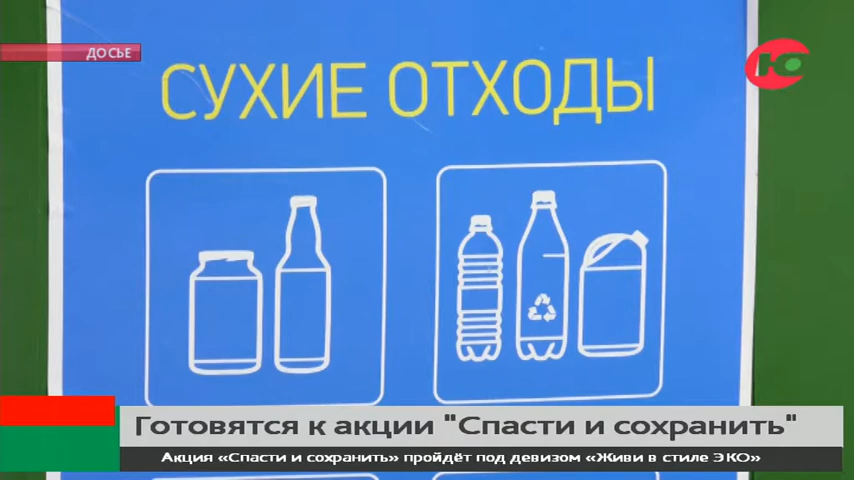 ДОСЬЕ
Ю
СУХИЕ ОТХОДЫ
Готовятся к акции "Спасти и сохранить"
Акция «Спасти и сохранить» пройдёт под девизом «Живи в стиле ЭКО»